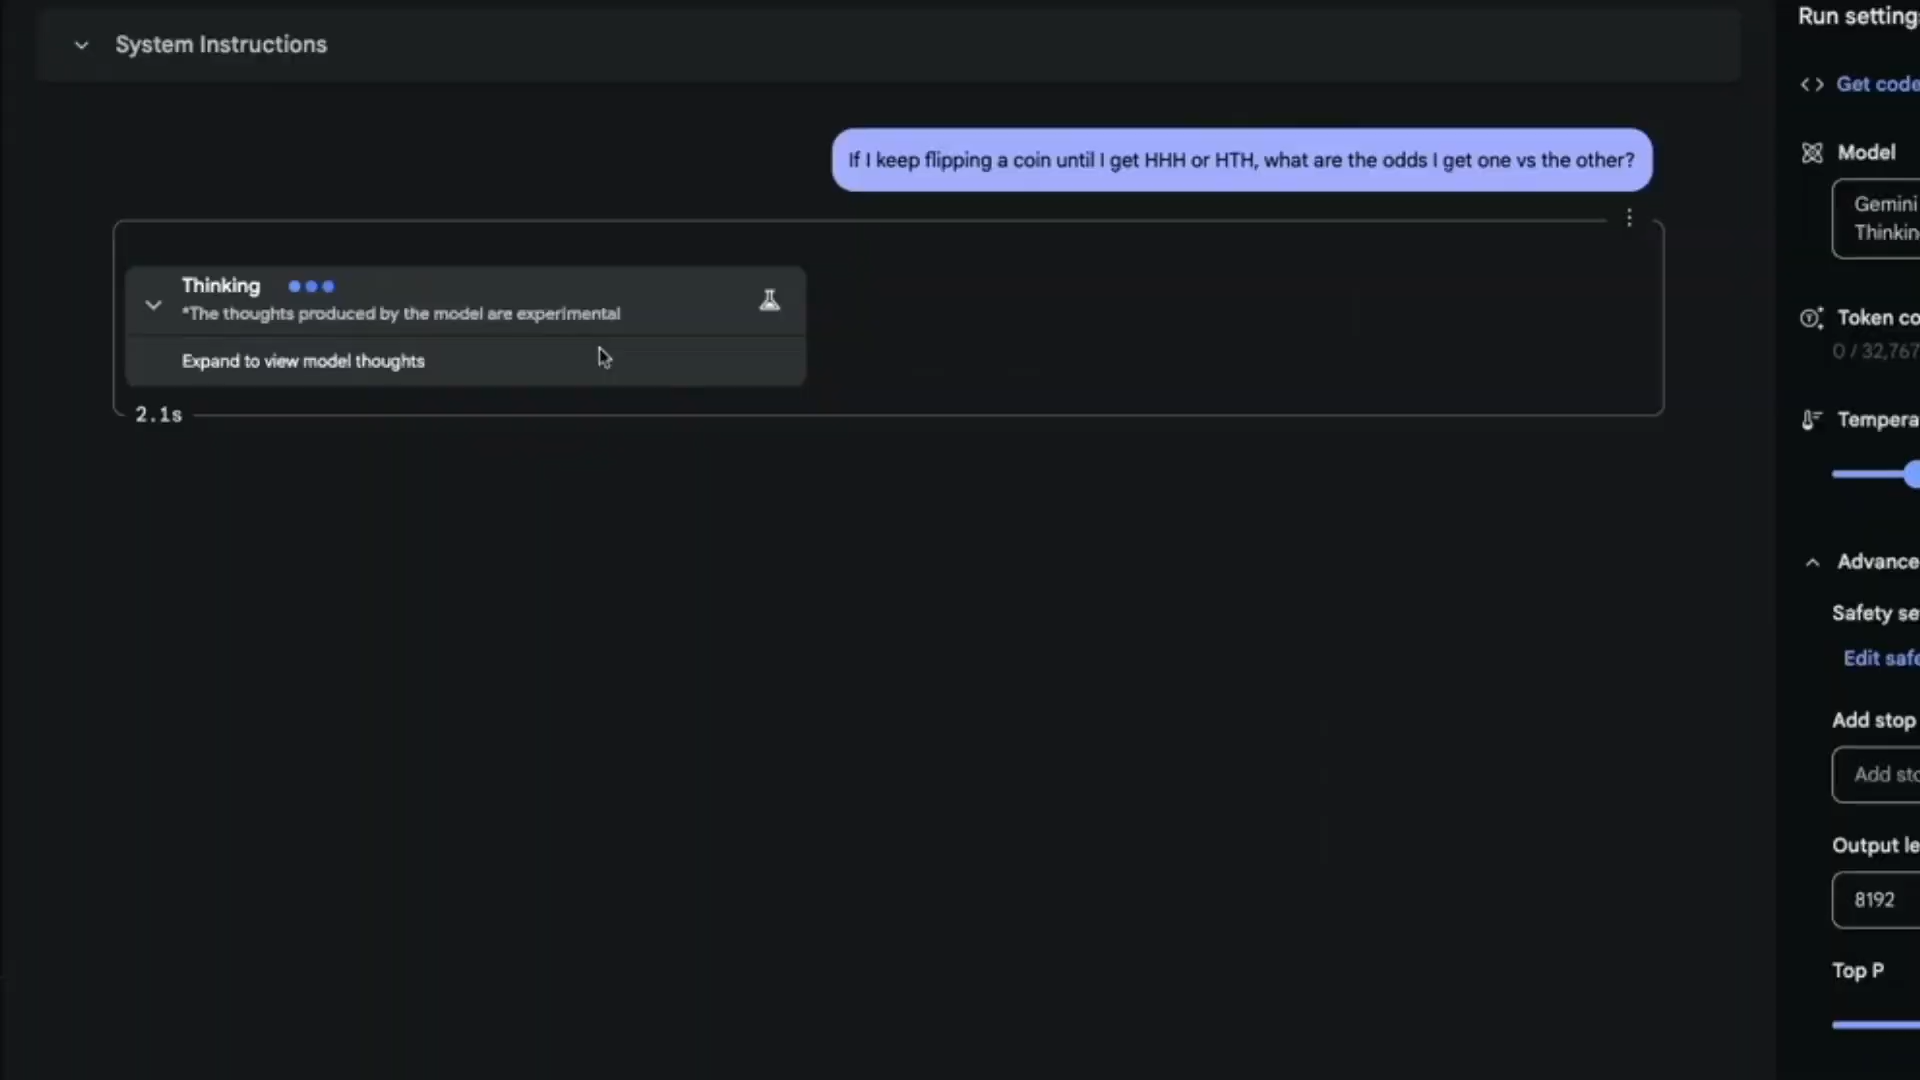 System Instructions
If I keep flipping a coin until I get HHH or HTH, what are the odds I get one vs the other?
Thinking
*The thoughts produced by the model are experimental
Expand to view model thoughts
2.1s
Run setting
Get code
Model
Gemini
Thinkin
Token co
0 / 32,767
Tempera
Advance
Safety se
Edit safe
Add stop
Add sto
Output le
8192
Top P